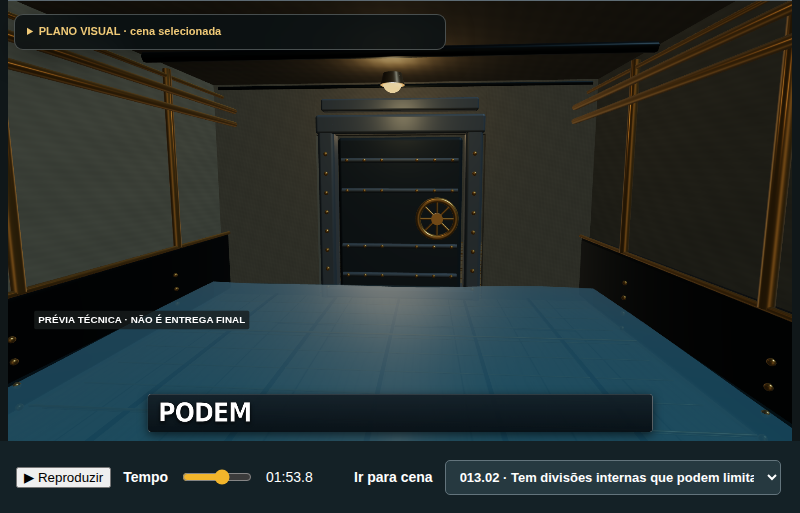 ▶ PLANO VISUAL · cena selecionada
PRÉVIA TÉCNICA · NÃO É ENTREGA FINAL
PODEM
▶ Reproduzir Tempo 01:53.8 Ir para cena 013.02 · Tem divisões internas que podem limita